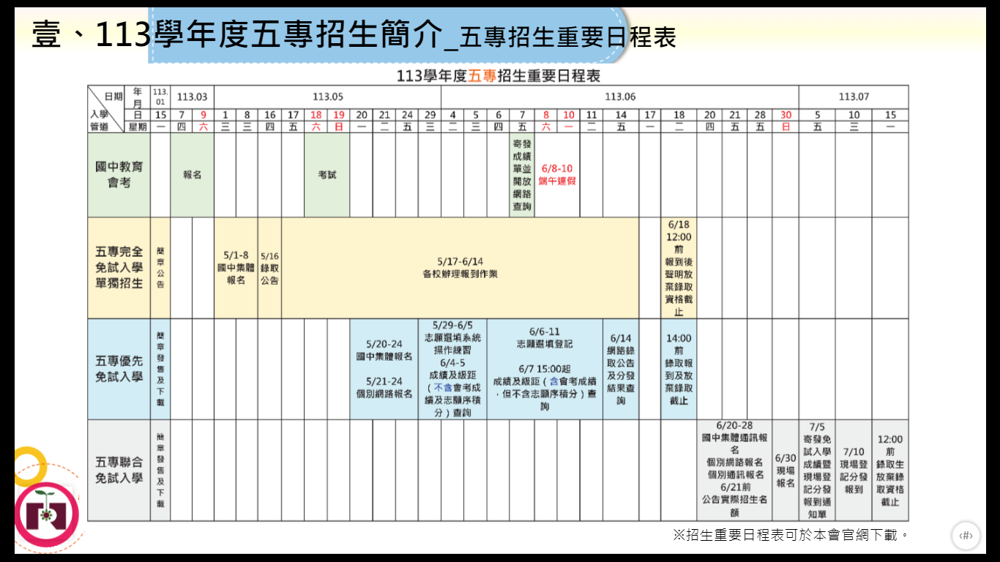 壹、113學年度五專招生簡介_五專招生重要日程表
113學年度五專招生重要日程表
日期
入學
管道
年
月
113.
01
113.03
113.05
113.06
113.07
日
15
7
9
1
8
16
17
18
19
20
21
24
29
4
5
6
7
8
10
11
14
17
18
20
21
28
30
5
10
15
星期
一
四
六
三
三
四
五
六
日
一
二
五
三
二
三
四
五
六
一
二
五
一
二
四
五
五
日
五
三
一
國中教育
會考
報名
考試
寄發
成績
單並
開放
網路
查詢
6/8-10
端午連假
五專完全
免試入學
單獨招生
簡
章
公
告
5/1-8
國中集體
報名
5/16
錄取
公告
5/17-6/14
各校辦理報到作業
6/18
12:00
前
報到後
聲明放
棄錄取
資格截
止
五專優先
免試入學
簡
章
發
售
及
下
載
5/20-24
國中集體報名
5/21-24
個別網路報名
5/29-6/5
志願選填系統
操作練習
6/4-5
成績及級距
(不含會考成
績及志願序積
分)查詢
6/6-11
志願選填登記
6/7 15:00起
成績及級距(含會考成績
,但不含志願序積分)查
詢
6/14
網路錄
取公告
及分發
結果查
詢
14:00
前
錄取報
到及放
棄錄取
截止
五專聯合
免試入學
簡
章
發
售
及
下
載
6/20-28
國中集體通訊報
名
個別網路報名
個別通訊報名
6/21前
公告實際招生名
額
6/30
現場
報名
7/5
寄發免
試入學
成績暨
現場登
記分發
報到通
知單
7/10
現場登
記分發
報到
12:00
前
錄取生
放棄錄
取資格
截止
※招生重要日程表可於本會官網下載。
‹#›